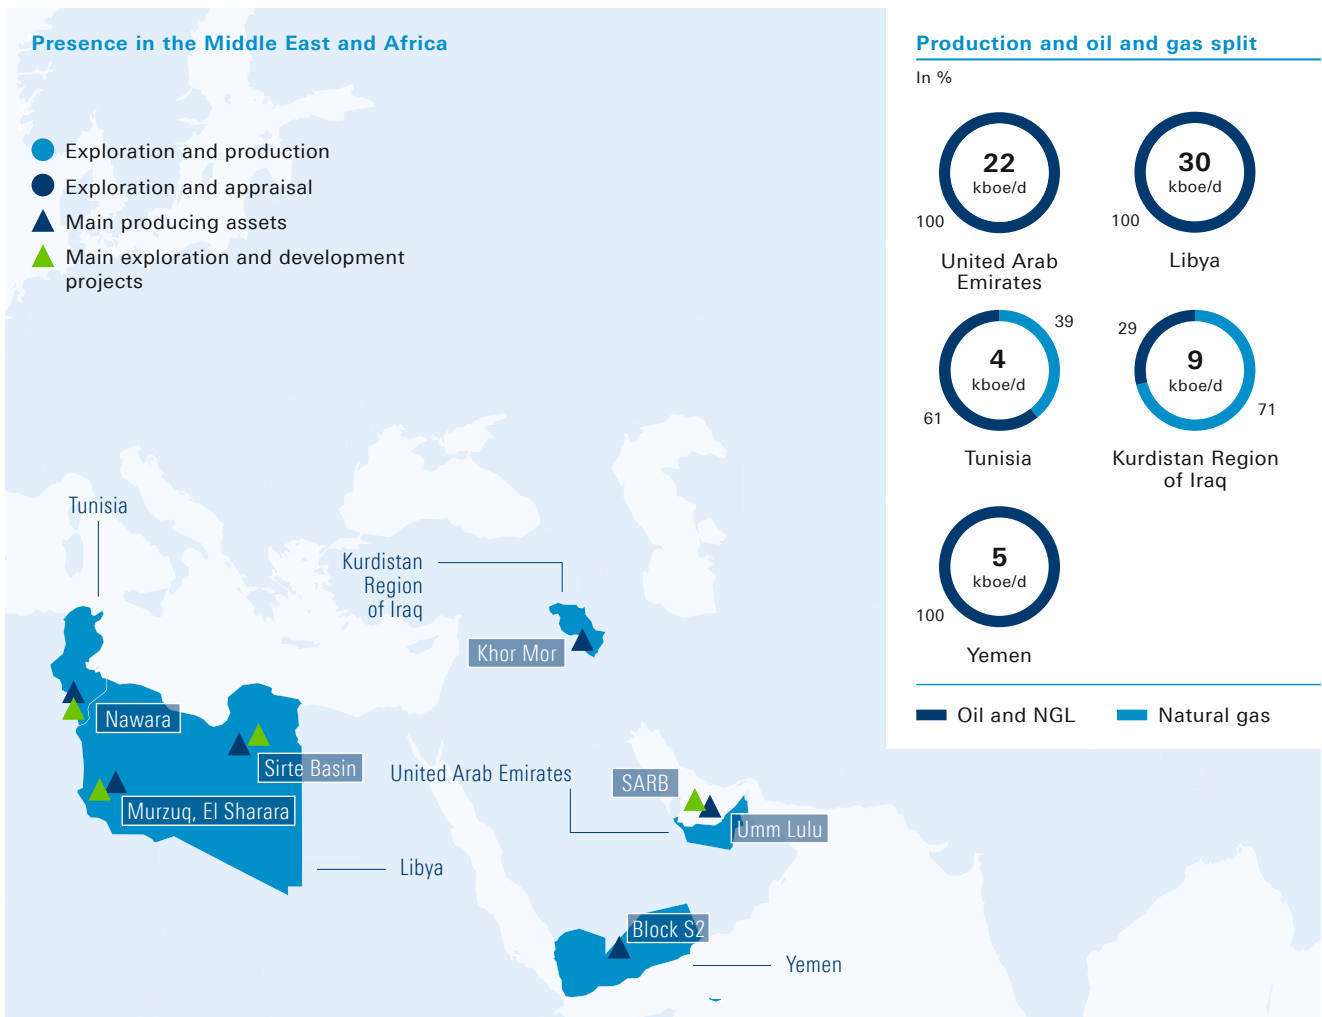 Presence in the Middle East and Africa
Exploration and production
Exploration and appraisal
Main producing assets
Main exploration and development
projects
Tunisia
Kurdistan
Region
of Iraq
Khor Mor
Nawara
Sirte Basin
Murzuq, El Sharara
United Arab Emirates
SARB
Umm Lulu
Libya
Block S2
Yemen
Production and oil and gas split
In %
22
kboe/d
100
United Arab
Emirates
30
kboe/d
100
Libya
39
4
kboe/d
61
Tunisia
29
9
kboe/d
71
Kurdistan Region
of Iraq
5
kboe/d
100
Yemen
Oil and NGL
Natural gas